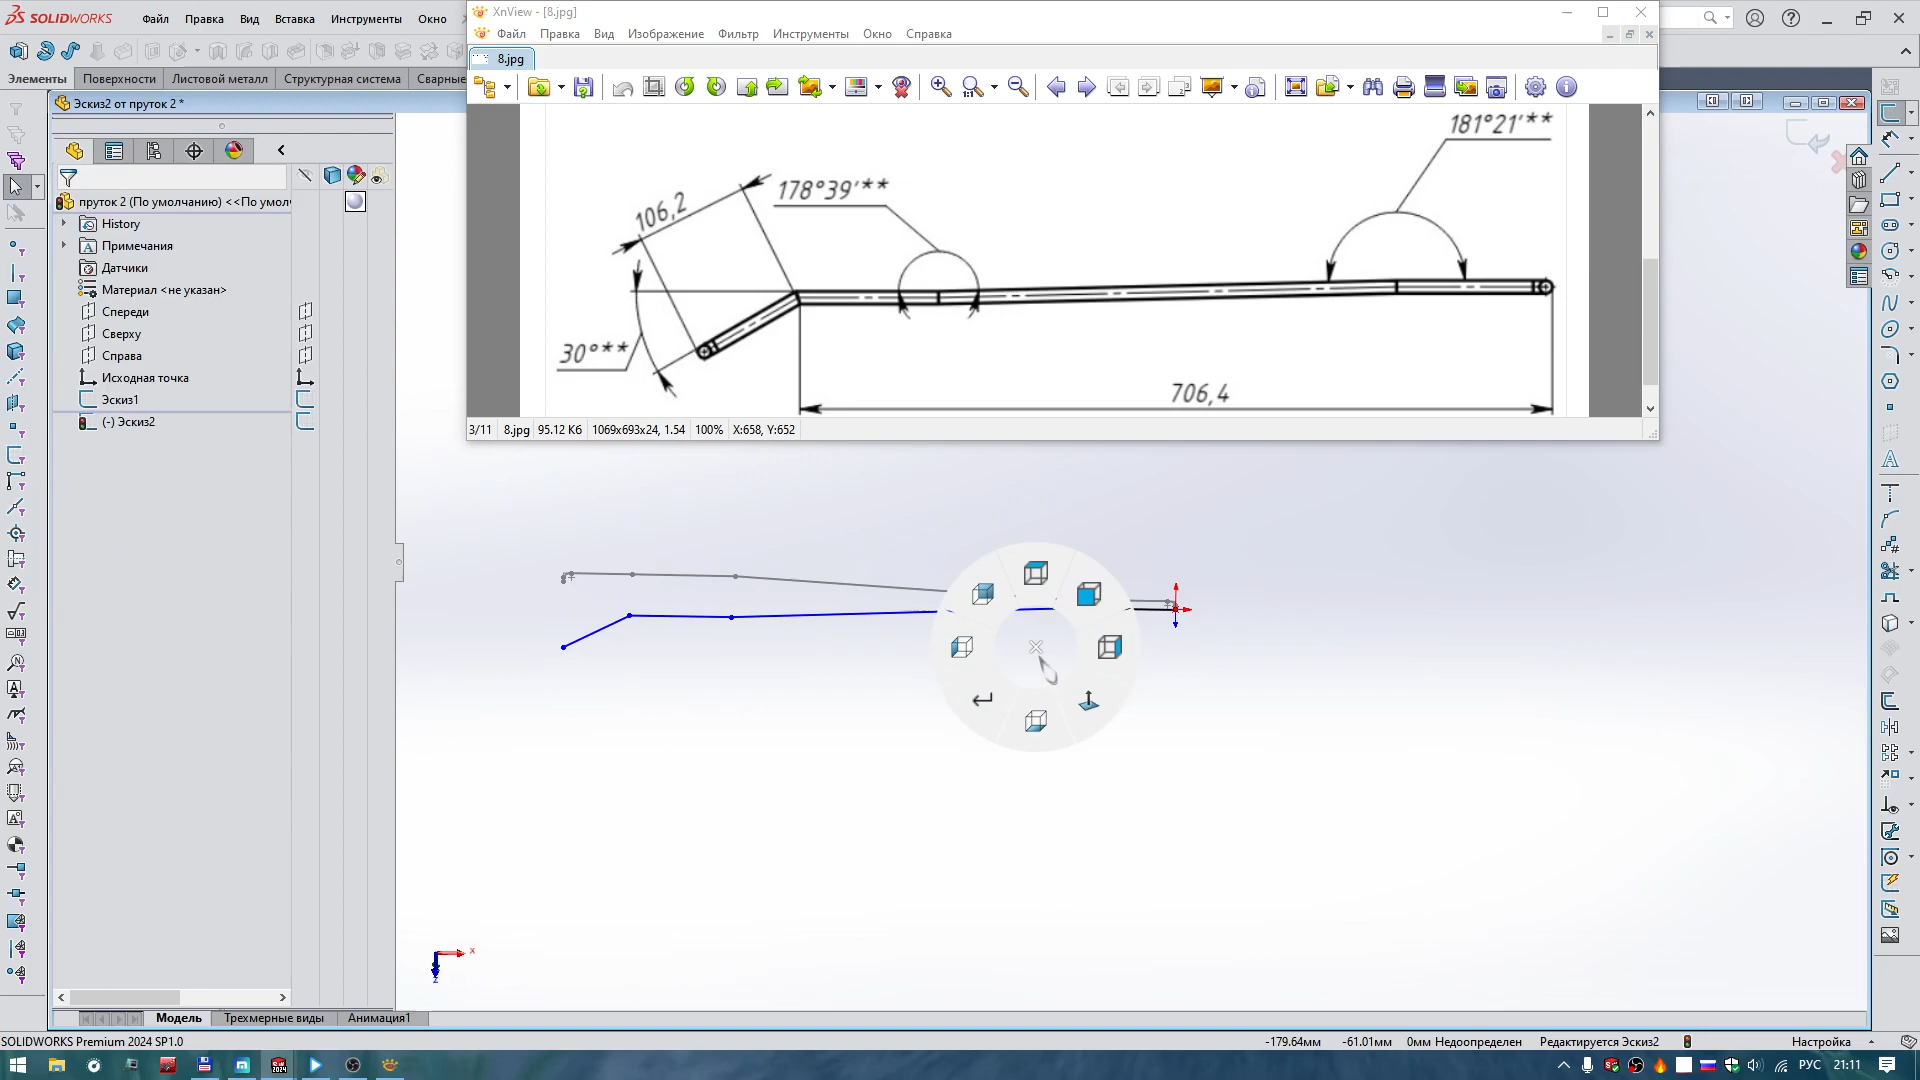 SOLIDWORKS
Файл
Правка
Вид
Вставка
Инструменты
Окно
XnView - [8.jpg]
Файл
Правка
Вид
Изображение
Фильтр
Инструменты
Окно
Справка
8.jpg
Элементы
Поверхности
Листовой металл
Структурная система
Сварные
Эскиз2 от пруток 2 *
пруток 2 (По умолчанию) <<По умол
History
Примечания
Датчики
Материал <не указан>
Спереди
Сверху
Справа
Исходная точка
Эскиз1
(-) Эскиз2
181°21'**
178°39'**
106,2
30°**
706,4
3/11
8.jpg
95.12 Кб
1069x693x24, 1.54
100%
X:658, Y:652
x
z
Модель
Трехмерные виды
Анимация1
SOLIDWORKS Premium 2024 SP1.0
-179.64мм
-61.01мм
0мм
Недоопределен
Редактируется Эскиз2
Настройка
РУС
21:11